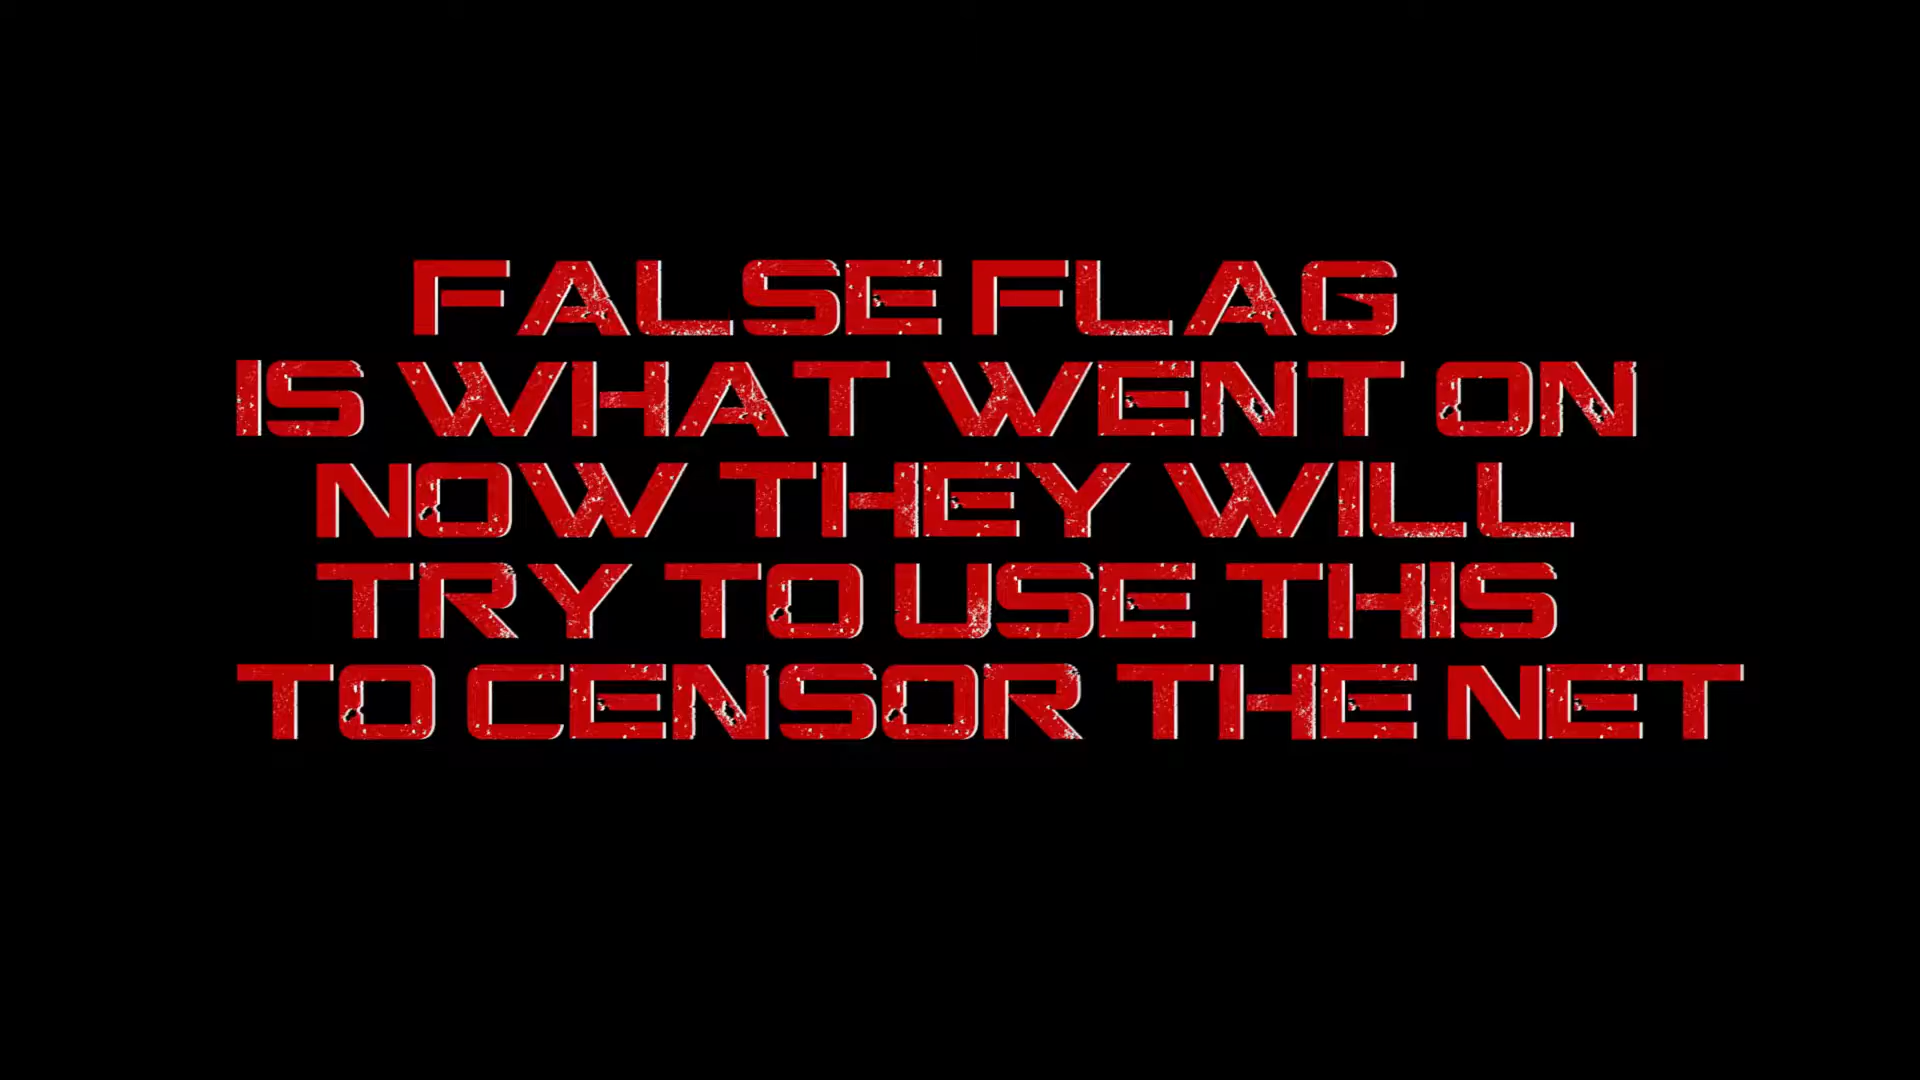 FALSE FLAG
IS WHAT WENT ON
NOW THEY WILL
TRY TO USE THIS
TO CENSOR THE NET